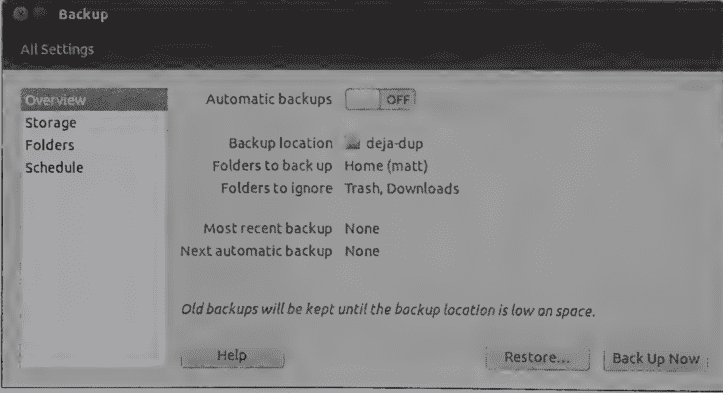 Backup
All Settings
Overview
Storage
Folders
Schedule
Automatic backups OFF
Backup location deja-dup
Folders to back up Home (matt)
Folders to ignore Trash, Downloads
Most recent backup None
Next automatic backup None
Old backups will be kept until the backup location is low on space.
Help Restore... Back Up Now